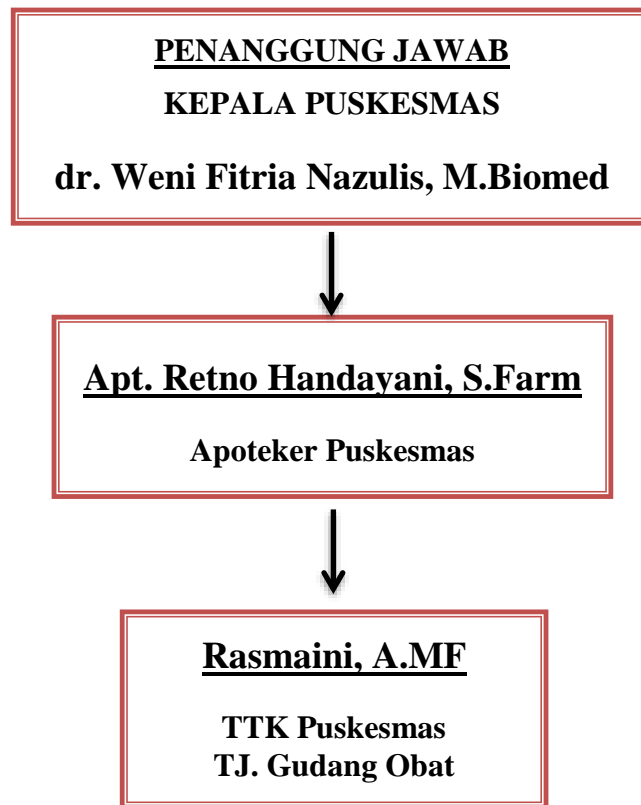 PENANGGUNG JAWAB
KEPALA PUSKESMAS
dr. Weni Fitria Nazulis, M.Biomed
Apt. Retno Handayani, S.Farm
Apoteker Puskesmas
Rasmaini, A.MF
TTK Puskesmas
TJ. Gudang Obat